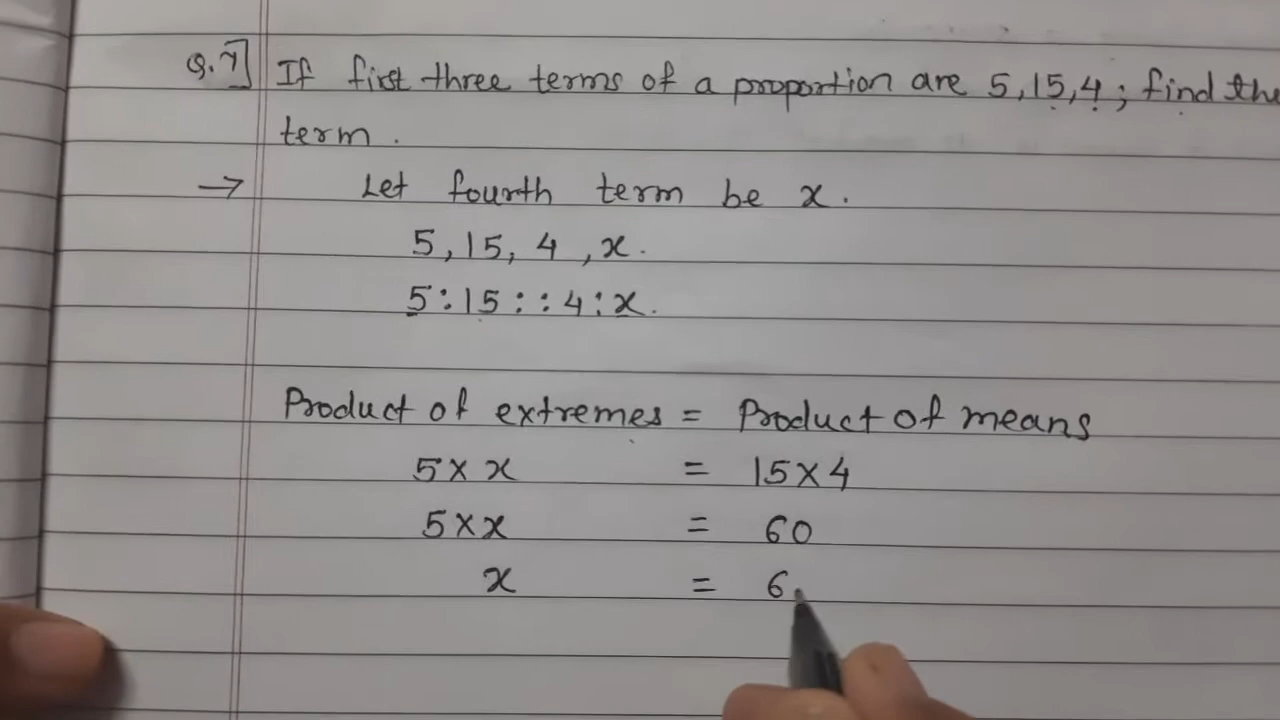 Q.7] If first three terms of a proportion are 5, 15, 4; find the
term.
→ Let fourth term be x.
5, 15, 4, x.
5:15::4:x.
Product of extremes = Product of means
5 × x = 15 × 4
5 × x = 60
x = 6